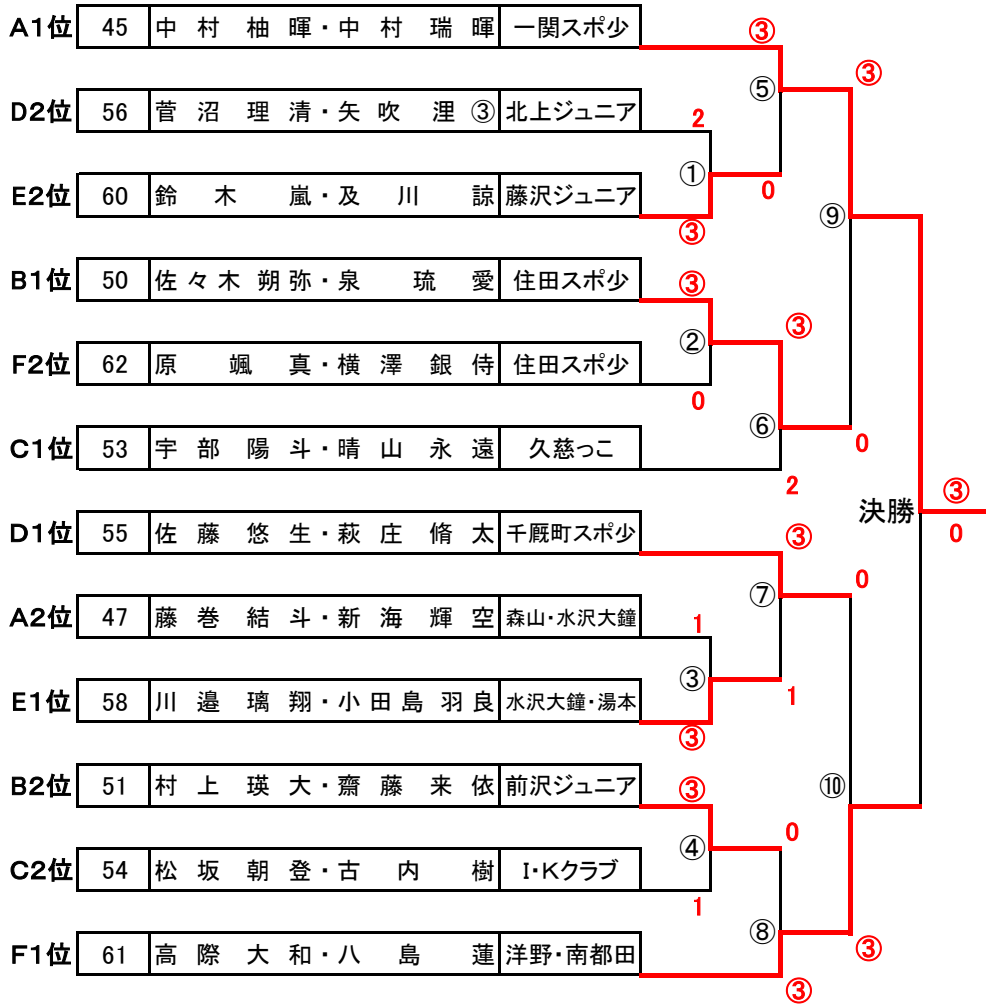 A1位 45 中村 柚暉・中村 瑞暉 一関スポ少
③
③
⑤
D2位 56 菅沼 理清・矢吹 浬③ 北上ジュニア
2
①
E2位 60 鈴木 嵐・及川 諒 藤沢ジュニア
0
③
⑨
B1位 50 佐々木 朔弥・泉 琉愛 住田スポ少
③
③
②
F2位 62 原 颯真・横澤 銀侍 住田スポ少
0
⑥
0
C1位 53 宇部 陽斗・晴山 永遠 久慈っこ
2
③
決勝
0
D1位 55 佐藤 悠生・萩庄 脩太 千厩町スポ少
③
0
⑦
A2位 47 藤巻 結斗・新海 輝空 森山・水沢大鐘
1
③
E1位 58 川邉 璃翔・小田島 羽良 水沢大鐘・湯本
1
③
B2位 51 村上 瑛大・齋藤 来依 前沢ジュニア
③
⑩
0
④
C2位 54 松坂 朝登・古内 樹 I・Kクラブ
1
⑧
F1位 61 高際 大和・八島 蓮 洋野・南都田
③
③